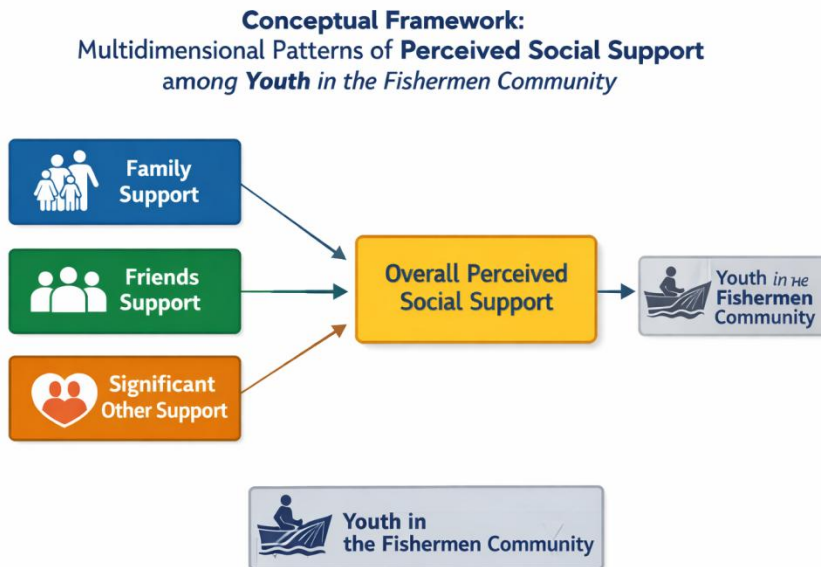 Conceptual Framework:
Multidimensional Patterns of Perceived Social Support
among Youth in the Fishermen Community
Family
Support
Friends
Support
Significant
Other Support
Overall Perceived
Social Support
Youth in
Fishermen
Community
Youth in
the Fishermen Community